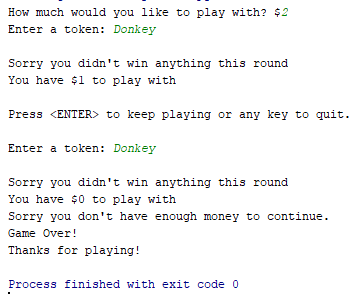 How much would you like to play with? $2
Enter a token: Donkey
Sorry you didn't win anything this round
You have $1 to play with
Press <ENTER> to keep playing or any key to quit.
Enter a token: Donkey
Sorry you didn't win anything this round
You have $0 to play with
Sorry you don't have enough money to continue.
Game Over!
Thanks for playing!
Process finished with exit code 0